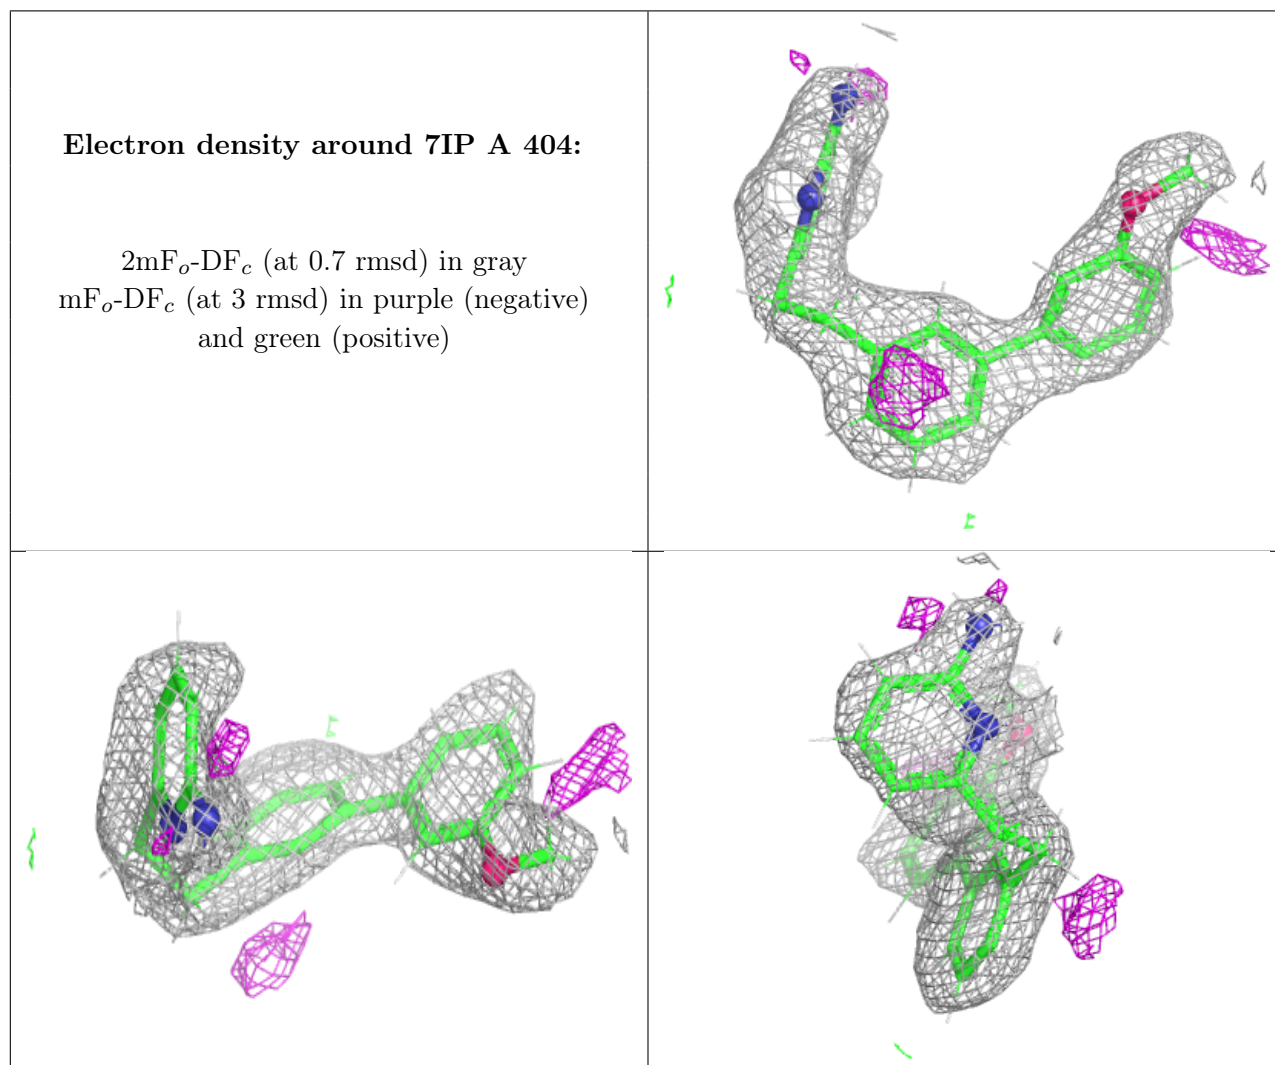 Electron density around 7IP A 404:
2mFₒ-DF𝒸 (at 0.7 rmsd) in gray
mFₒ-DF𝒸 (at 3 rmsd) in purple (negative)
and green (positive)